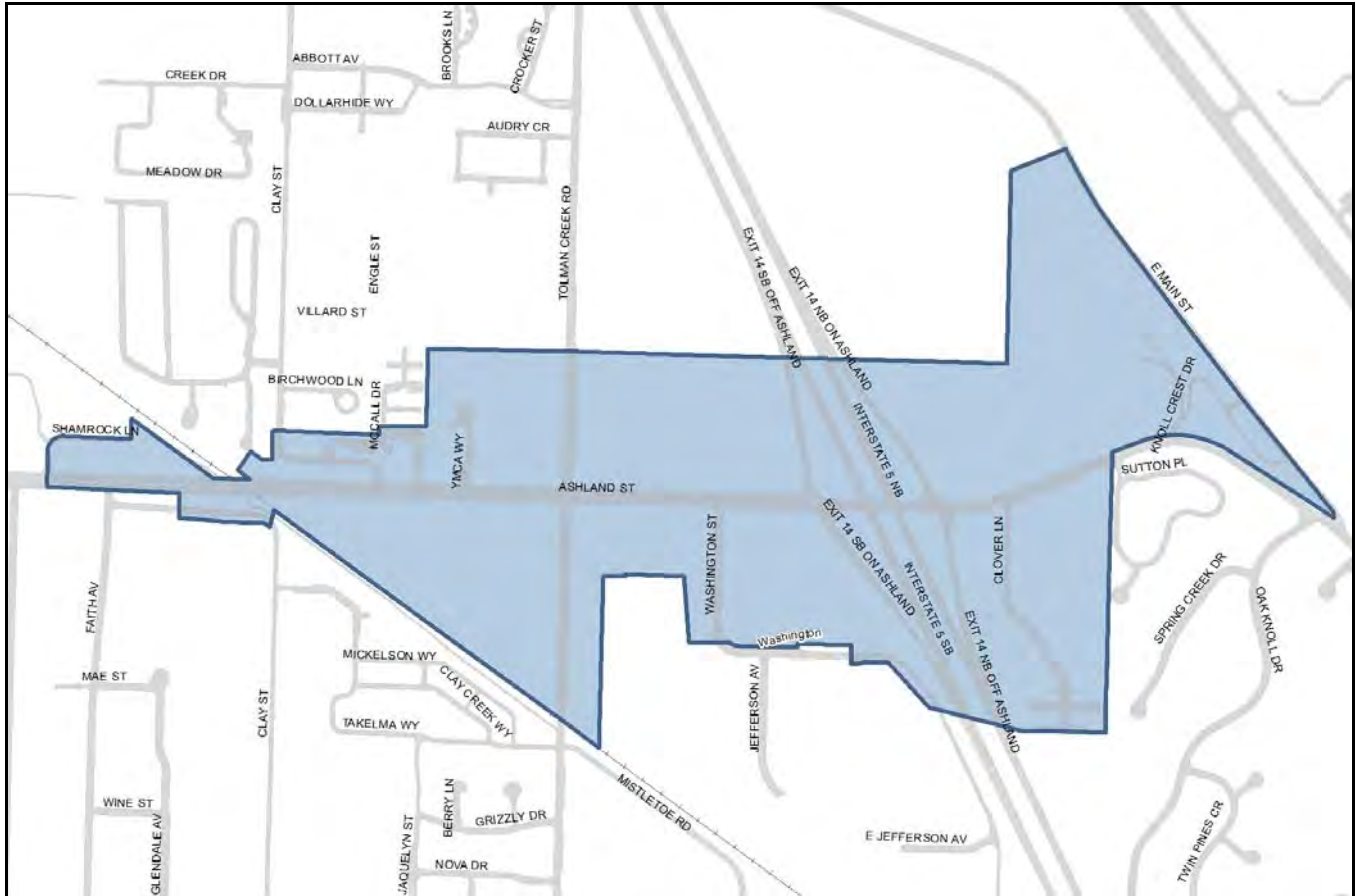 CREEK DR
ABBOTT AV
BROOKS LN
CROCKER ST
DOLLARHIDE WY
AUDRY CR
MEADOW DR
CLAY ST
TOLMAN CREEK RD
ENGLE ST
VILLARD ST
EXIT 14 SB OFF ASHLAND
EXIT 14 NB ON ASHLAND
E MAIN ST
BIRCHWOOD LN
MCCALL DR
SHAMROCK LN
YMCA WY
ASHLAND ST
INTERSTATE 5 NB
KNOLL CREST DR
SUTTON PL
WASHINGTON ST
EXIT 14 SB ON ASHLAND
INTERSTATE 5 SB
CLOVER LN
EXIT 14 NB OFF ASHLAND
SPRING CREEK DR
OAK KNOLL DR
FAITH AV
Washington
MICKELSON WY
CLAY CREEK WY
MAE ST
CLAY ST
TAKELMA WY
JEFFERSON AV
MISTLETOE RD
WINE ST
GLENDALE AV
BERRY LN
GRIZZLY DR
JAQUELYN ST
NOVA DR
E JEFFERSON AV
TWIN PINES CR